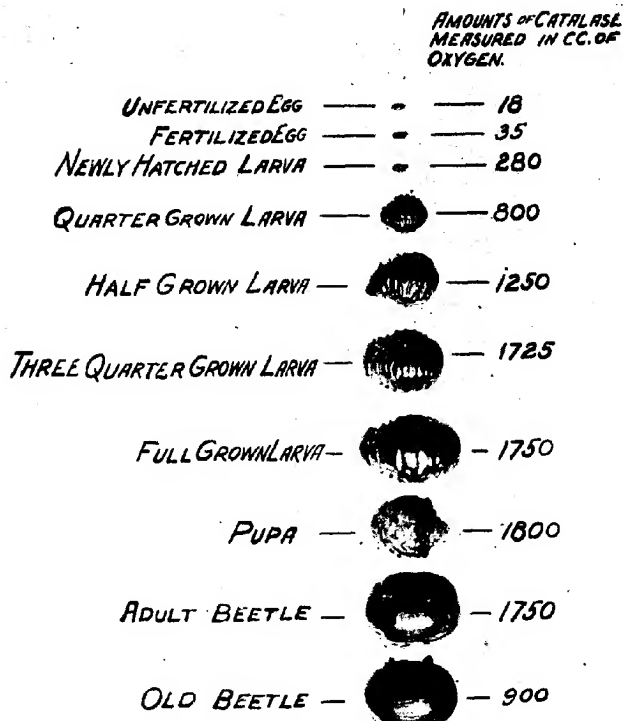 AMOUNTS OF CATALASE
MEASURED IN CC. OF
OXYGEN.
UNFERTILIZED EGG — — 18
FERTILIZED EGG — — 35
NEWLY HATCHED LARVA — — 280
QUARTER GROWN LARVA — — 800
HALF GROWN LARVA — — 1250
THREE QUARTER GROWN LARVA — — 1725
FULL GROWN LARVA — — 1750
PUPA — — 1800
ADULT BEETLE — — 1750
OLD BEETLE — — 900